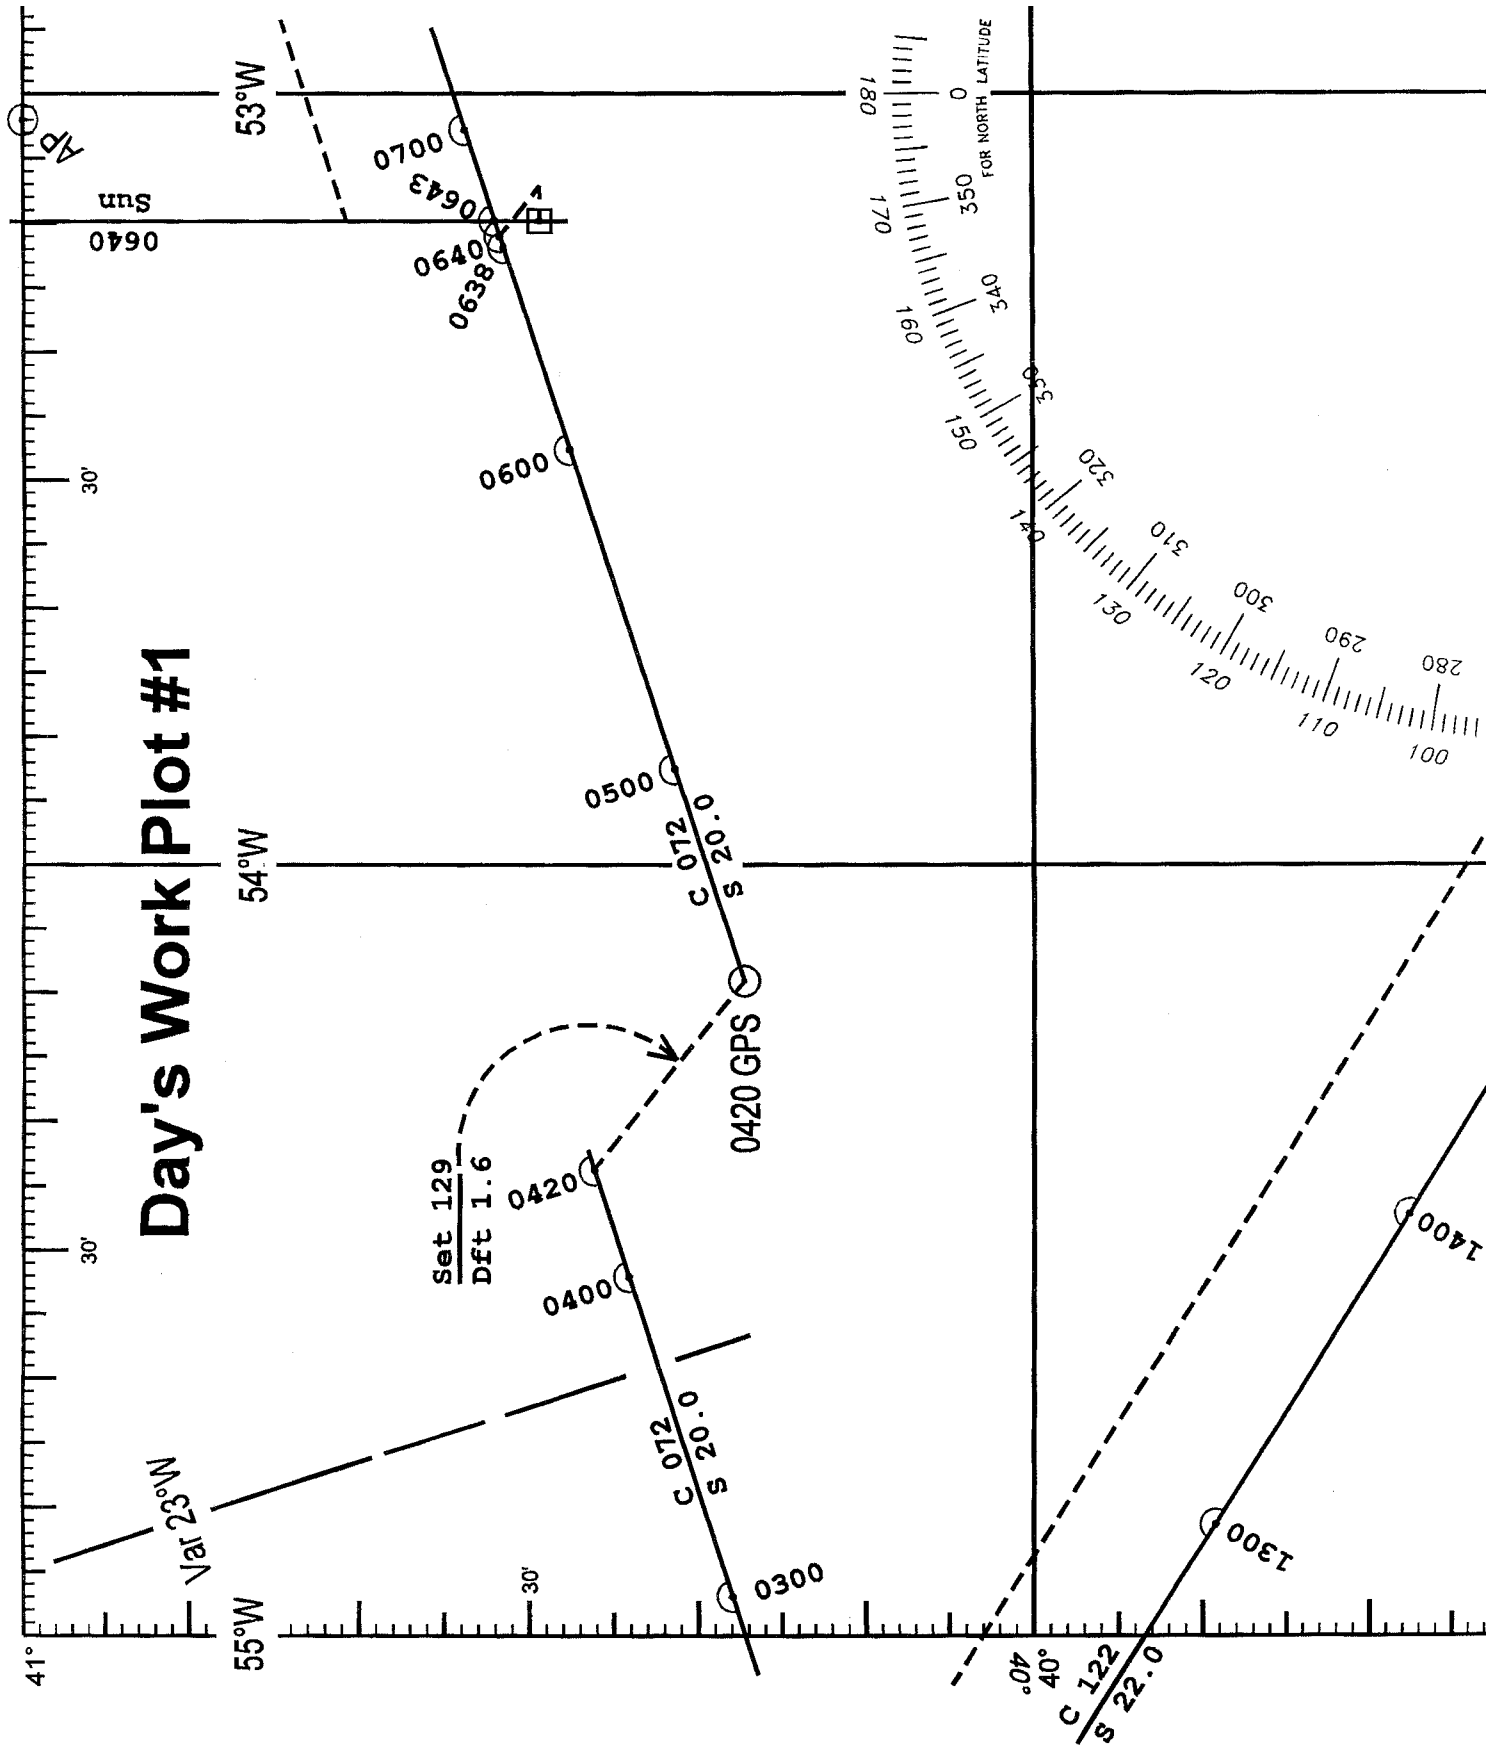 Day's Work Plot #1
41°
55°W
30'
54°W
30'
53°W
AP
Sun
0640
Var 23°W
30'
0300
C 072
S 20.0
0400
0420
Set 129
Dft 1.6
0420 GPS
C 072
S 20.0
0500
0600
0638
0640
0643
0700
180
170
160
150
140
130
120
110
100
0
350
340
330
320
310
300
290
280
FOR NORTH LATITUDE
40°
40°
C 122
S 22.0
1300
1400